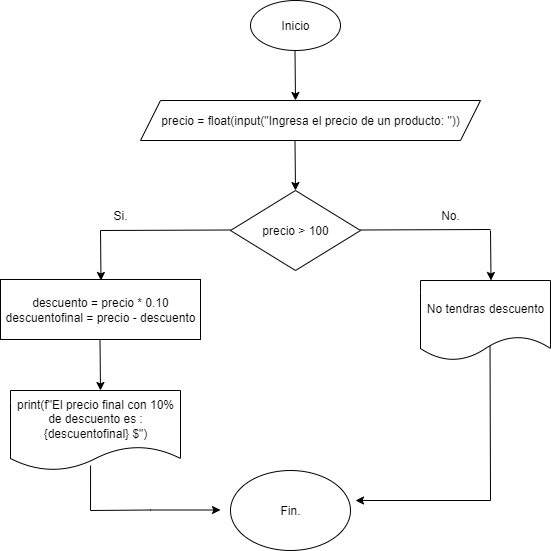 Inicio
precio = float(input("Ingresa el precio de un producto: "))
Si.
No.
precio > 100
descuento = precio * 0.10
descuentofinal = precio - descuento
No tendras descuento
print(f"El precio final con 10%
de descuento es :
{descuentofinal} $")
Fin.